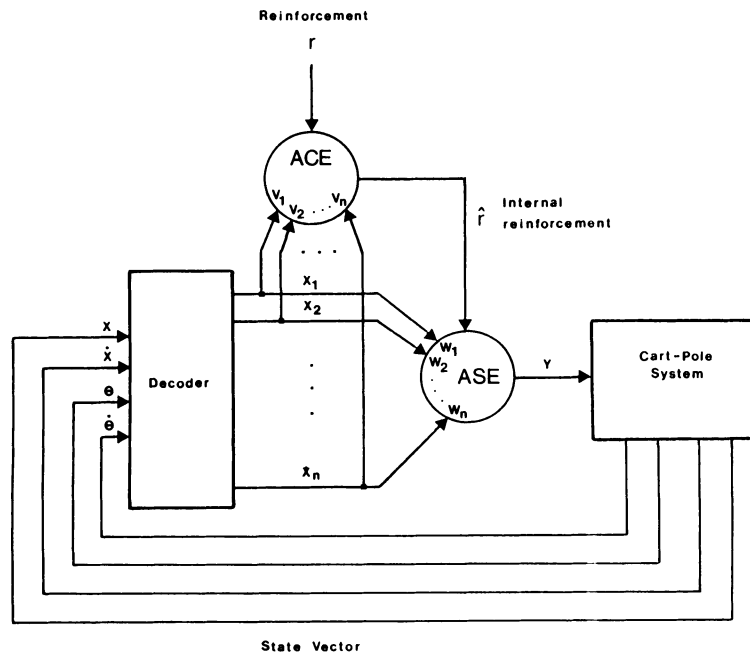 Reinforcement
r
ACE
v₁ v₂ . . . . vₙ
r̂
Internal
reinforcement
. . .
x₁
x₂
x
ẋ
θ
θ̇
Decoder
w₁
w₂
ASE
wₙ
y
Cart-Pole
System
xₙ
State Vector